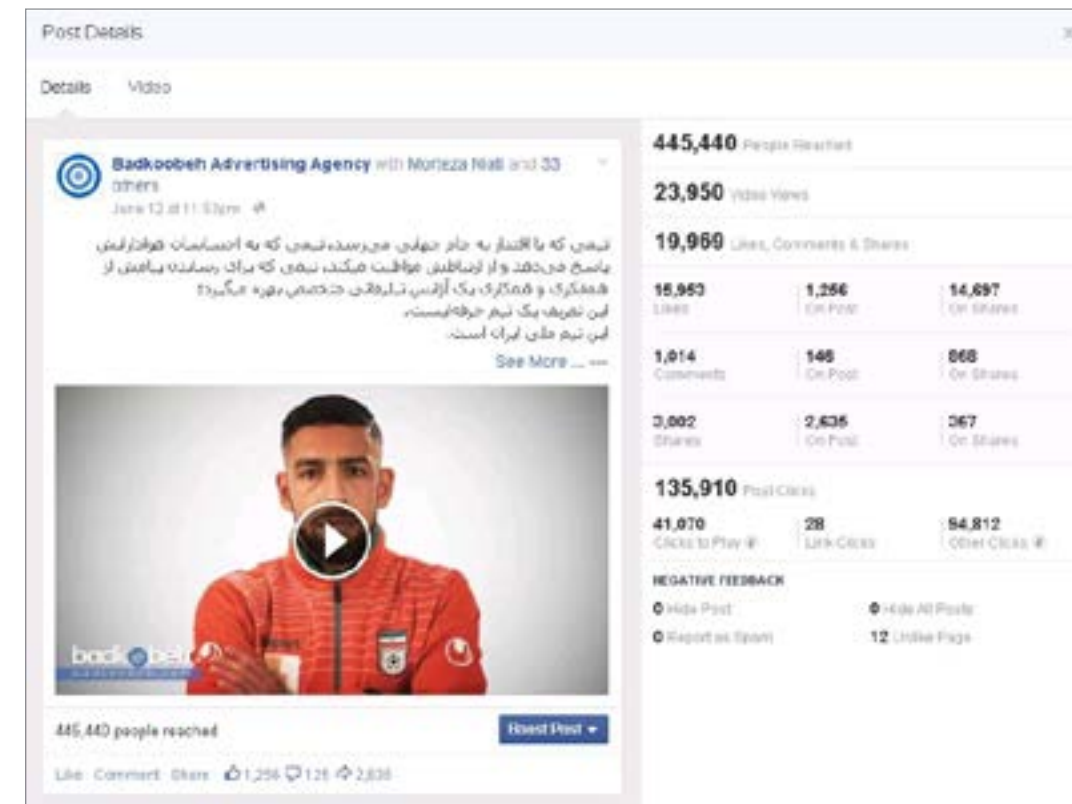 Post Details
Details Video
Badkoobeh Advertising Agency with Morteza Niati and 33
others
June 12 at 11:53pm
تیمی که با اقتدار به جام جهانی می‌رسد، تیمی که به احساسات هوادارانش
پاسخ می‌دهد و از ارتباطش مواظبت میکند، تیمی که برای رساندن پیامش از
همفکری و همکاری یک آژانس تبلیغاتی متخصص بهره میگیرد؛
این تعریف یک تیم حرفه‌ایست.
این تیم ملی ایران است.
See More ...
badkoobeh
445,440 people reached
Boost Post
Like Comment Share 1,256 126 2,636
445,440 People Reached
23,950 Video Views
19,969 Likes, Comments & Shares
15,953 1,256 14,697
Likes On Post On Shares
1,014 146 868
Comments On Post On Shares
3,002 2,635 367
Shares On Post On Shares
135,910 Post Clicks
41,070 28 94,812
Clicks to Play Link Clicks Other Clicks
NEGATIVE FEEDBACK
0 Hide Post 0 Hide All Posts
0 Report as Spam 12 Unlike Page